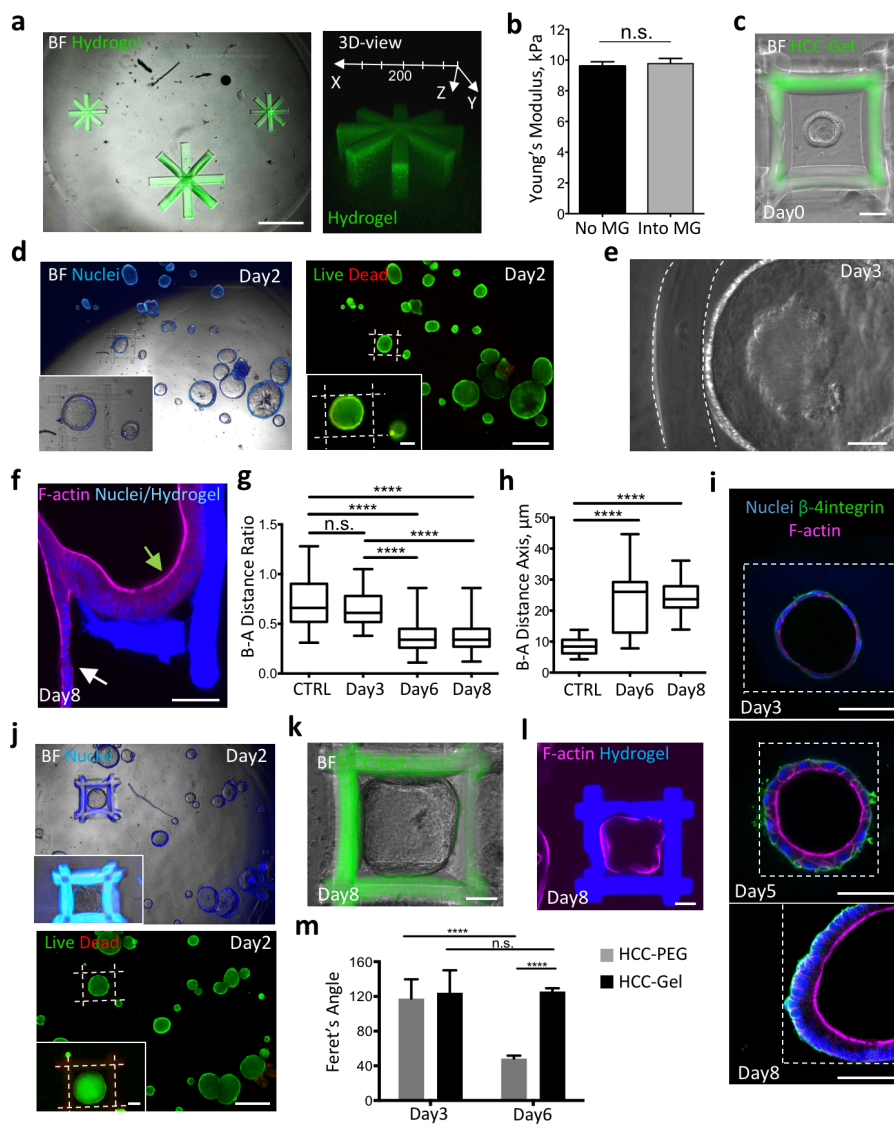 a
BF Hydrogel
3D-view
200
X
Z
Y
Hydrogel
b
n.s.
Young's Modulus, kPa
12
10
8
6
4
2
0
No MG
Into MG
c
BF HCC-Gel
Day0
d
BF Nuclei
Day2
Live Dead
Day2
e
Day3
f
F-actin Nuclei/Hydrogel
Day8
g
****
****
n.s.
****
****
B-A Distance Ratio
1.5
1.0
0.5
0.0
CTRL
Day3
Day6
Day8
h
****
****
B-A Distance Axis, μm
50
40
30
20
10
0
CTRL
Day6
Day8
i
Nuclei β-4integrin
F-actin
Day3
Day5
Day8
j
BF Nuclei
Day2
Live Dead
Day2
k
BF HCC-Gel
Day8
l
F-actin Hydrogel
Day8
m
****
n.s.
****
HCC-PEG
HCC-Gel
Feret's Angle
160
120
80
40
0
Day3
Day6